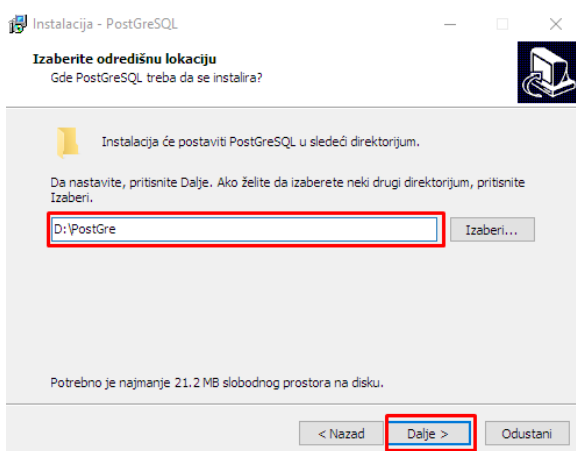 Instalacija - PostGreSQL
Izaberite odredišnu lokaciju
Gde PostGreSQL treba da se instalira?
Instalacija će postaviti PostGreSQL u sledeći direktorijum.
Da nastavite, pritisnite Dalje. Ako želite da izaberete neki drugi direktorijum, pritisnite
Izaberi.
D:\PostGre
Izaberi...
Potrebno je najmanje 21.2 MB slobodnog prostora na disku.
< Nazad
Dalje >
Odustani